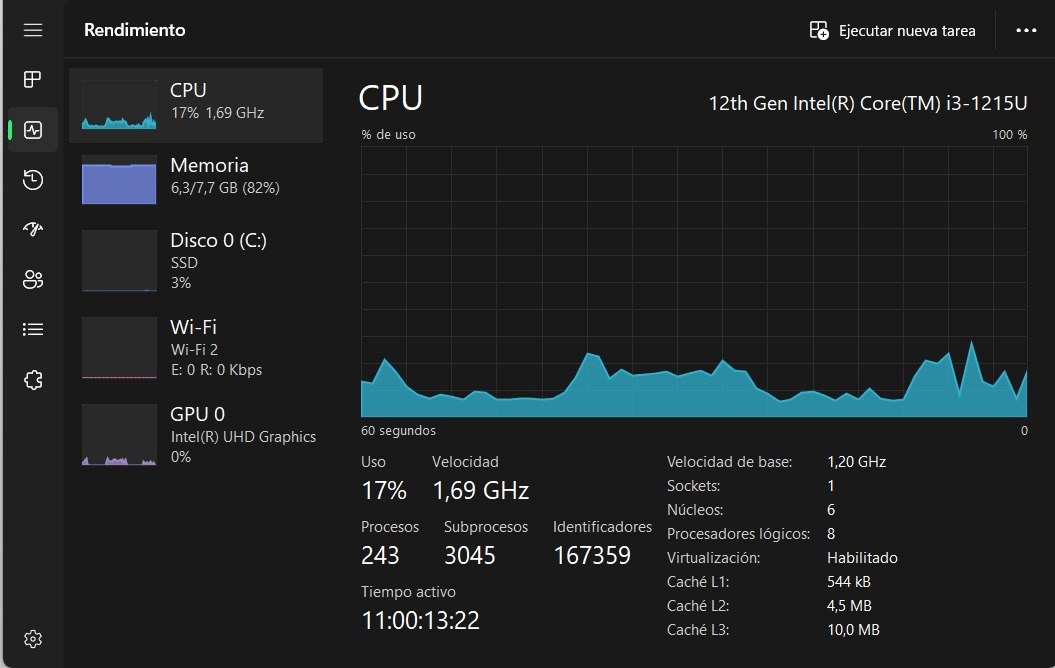 Rendimiento
Ejecutar nueva tarea
CPU
17% 1,69 GHz
Memoria
6,3/7,7 GB (82%)
Disco 0 (C:)
SSD
3%
Wi-Fi
Wi-Fi 2
E: 0 R: 0 Kbps
GPU 0
Intel(R) UHD Graphics
0%
CPU
12th Gen Intel(R) Core(TM) i3-1215U
% de uso
100 %
60 segundos
0
Uso
Velocidad
17%
1,69 GHz
Procesos
Subprocesos
Identificadores
243
3045
167359
Tiempo activo
11:00:13:22
Velocidad de base: 1,20 GHz
Sockets: 1
Núcleos: 6
Procesadores lógicos: 8
Virtualización: Habilitado
Caché L1: 544 kB
Caché L2: 4,5 MB
Caché L3: 10,0 MB